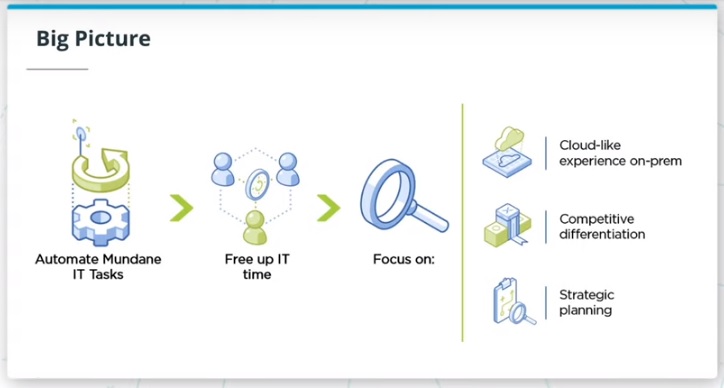 Big Picture
Automate Mundane
IT Tasks
Free up IT
time
Focus on:
Cloud-like
experience on-prem
Competitive
differentiation
Strategic
planning